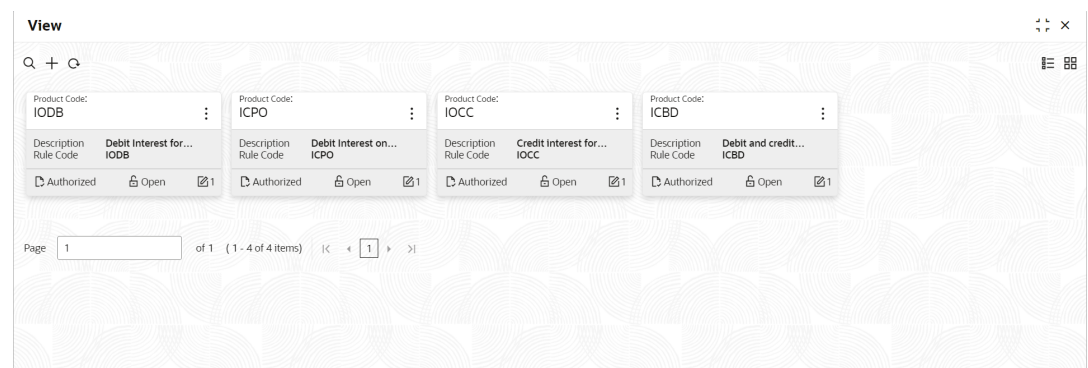 View
Product Code:
IODB
Description Debit Interest for...
Rule Code IODB
Authorized Open 1
Product Code:
ICPO
Description Debit Interest on...
Rule Code ICPO
Authorized Open 1
Product Code:
IOCC
Description Credit interest for...
Rule Code IOCC
Authorized Open 1
Product Code:
ICBD
Description Debit and credit...
Rule Code ICBD
Authorized Open 1
Page 1 of 1 ( 1 - 4 of 4 items) 1